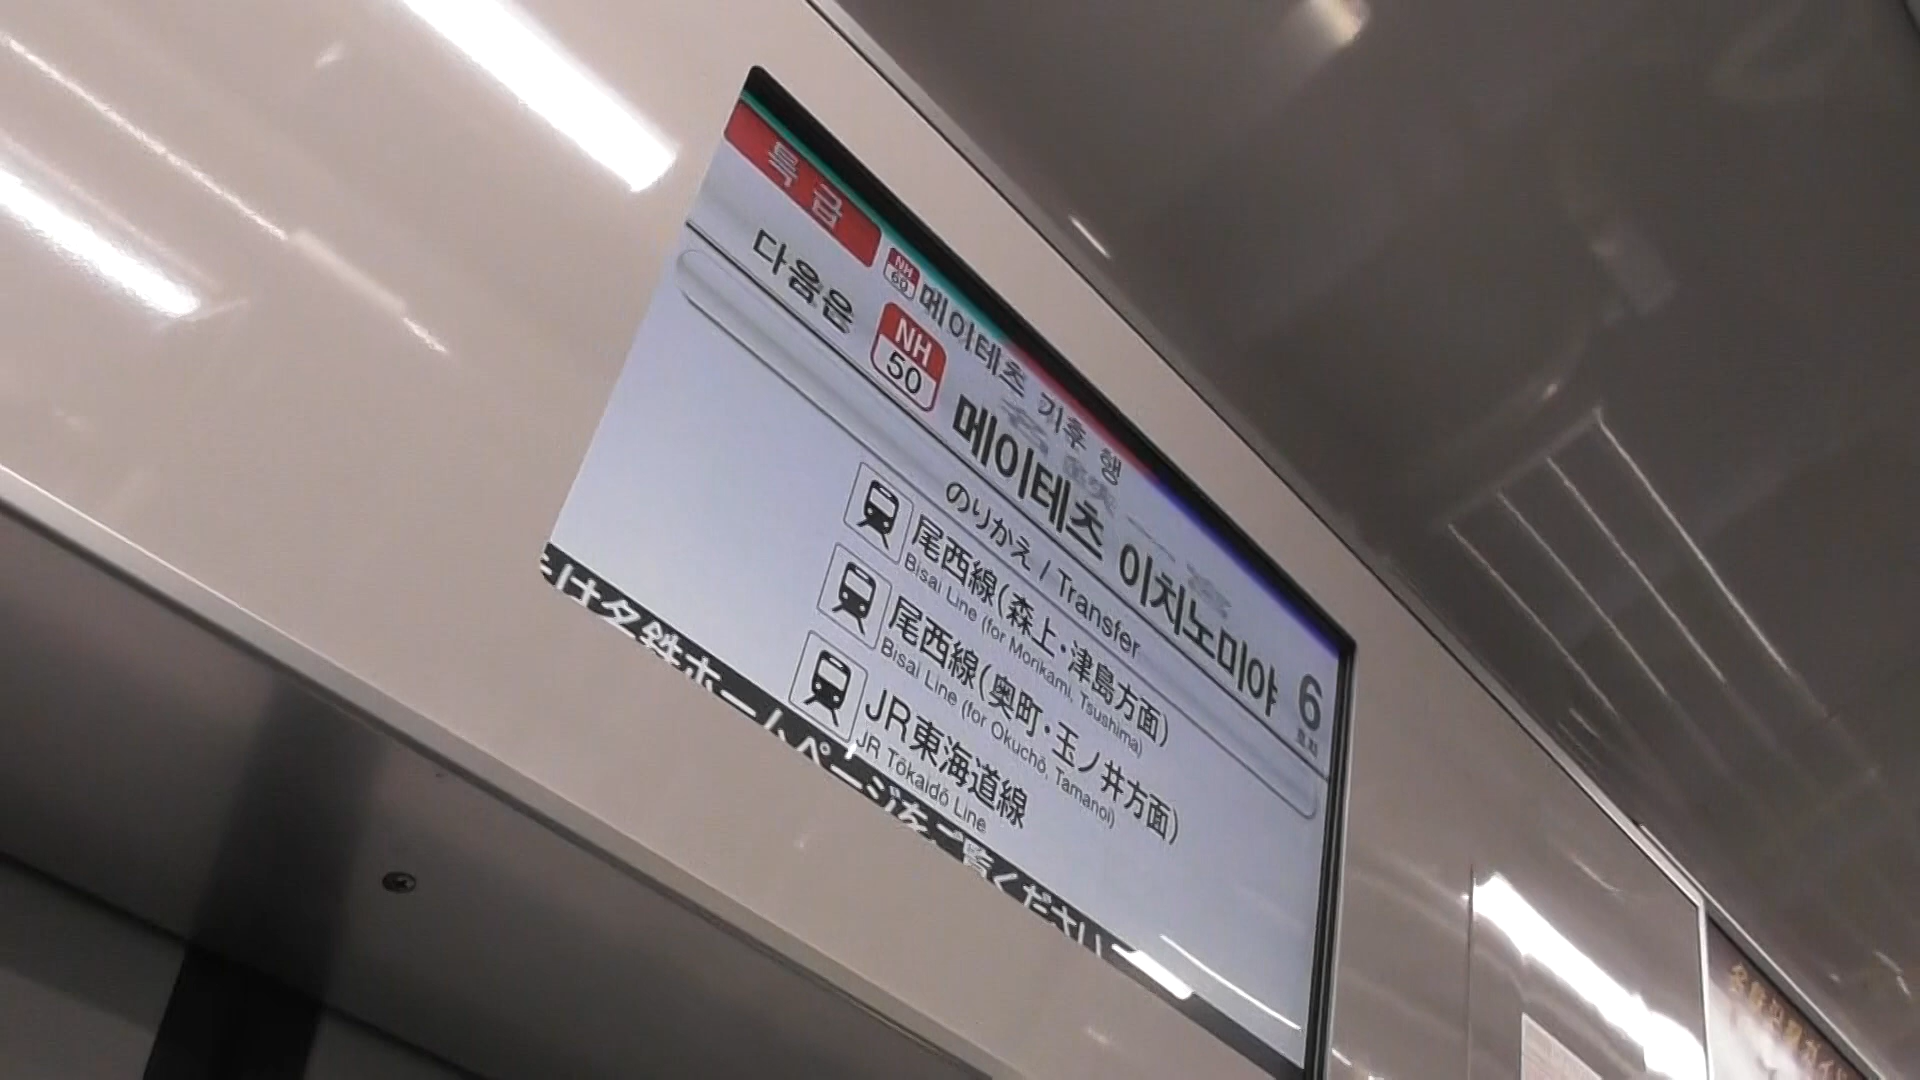 특급 NH 60 메이테츠 기후 행
다음은 NH 50 메이테츠 이치노미야 6 호차
のりかえ / Transfer
尾西線(森上・津島方面)
Bisai Line (for Morikami, Tsushima)
尾西線(奥町・玉ノ井方面)
Bisai Line (for Okuchō, Tamanoi)
JR東海道線
JR Tōkaidō Line
鉄ホームページをご覧ください